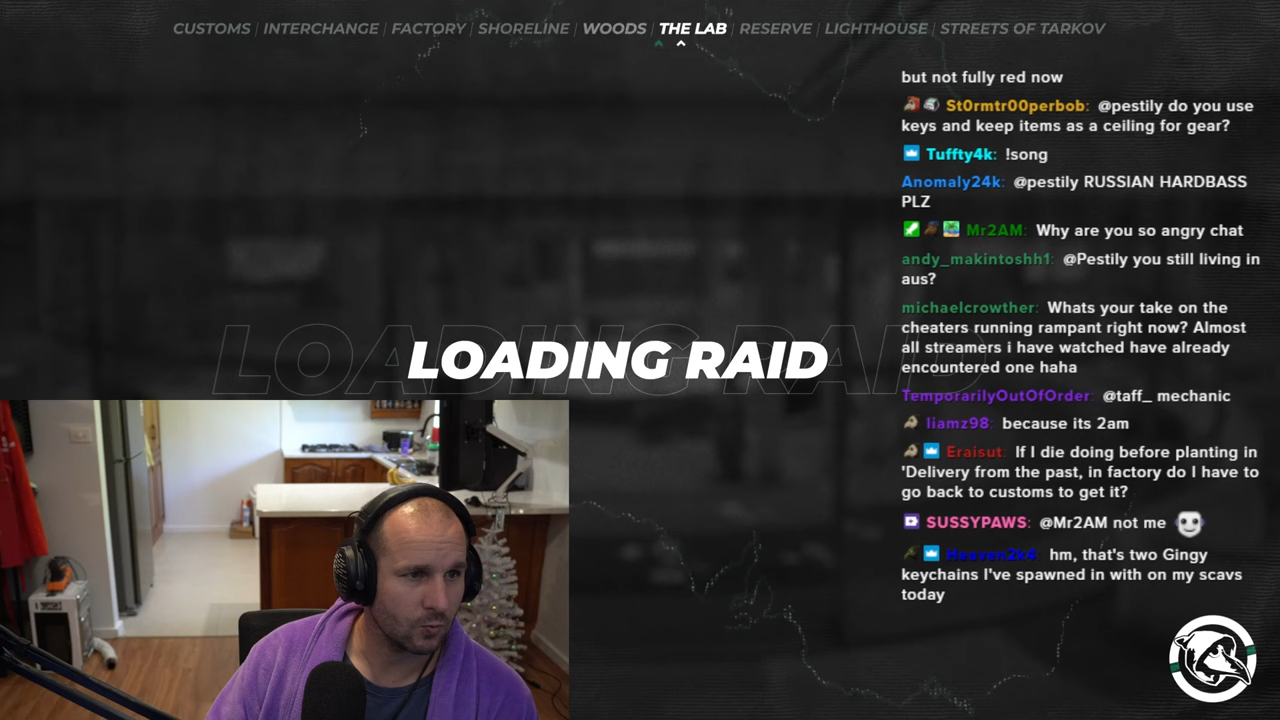 CUSTOMS | INTERCHANGE | FACTORY | SHORELINE | WOODS | THE LAB | RESERVE | LIGHTHOUSE | STREETS OF TARKOV
but not fully red now
St0rmtr00perbob: @pestily do you use
keys and keep items as a ceiling for gear?
Tuffty4k: !song
Anomaly24k: @pestily RUSSIAN HARDBASS
PLZ
Mr2AM: Why are you so angry chat
andy_makintoshh1: @Pestily you still living in
aus?
michaelcrowther: Whats your take on the
cheaters running rampant right now? Almost
all streamers i have watched have already
encountered one haha
LOADING RAID
LOADING RAID
TemporarilyOutOfOrder: @taff_ mechanic
liamz98: because its 2am
Eraisut: If I die doing before planting in
'Delivery from the past, in factory do I have to
go back to customs to get it?
SUSSYPAWS: @Mr2AM not me
Heaven2k4: hm, that's two Gingy
keychains I've spawned in with on my scavs
today